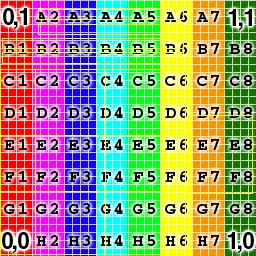 0,1 A2 A3 A4 A5 A6 A7 1,1
B1 B2 B3 B4 B5 B6 B7 B8
C1 C2 C3 C4 C5 C6 C7 C8
D1 D2 D3 D4 D5 D6 D7 D8
E1 E2 E3 E4 E5 E6 E7 E8
F1 F2 F3 F4 F5 F6 F7 F8
G1 G2 G3 G4 G5 G6 G7 G8
0,0 H2 H3 H4 H5 H6 H7 1,0